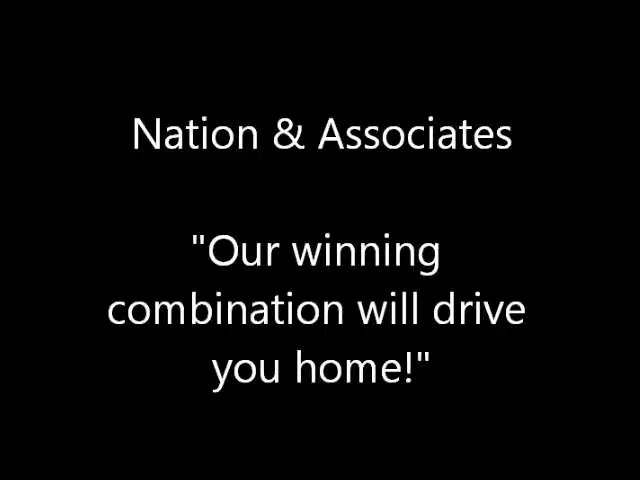 Nation & Associates
"Our winning
combination will drive
you home!"